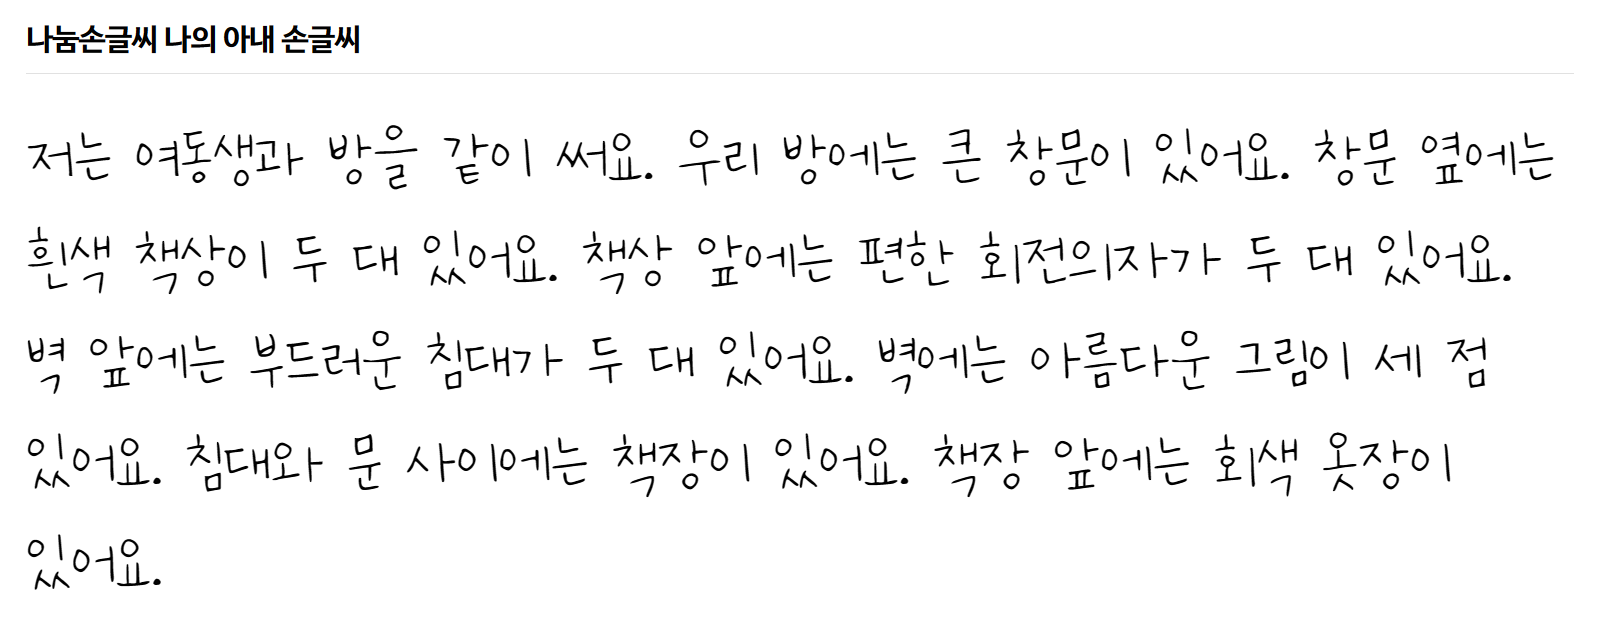 나눔손글씨 나의 아내 손글씨
저는 여동생과 방을 같이 써요. 우리 방에는 큰 창문이 있어요. 창문 옆에는
흰색 책상이 두 대 있어요. 책상 앞에는 편한 회전의자가 두 대 있어요.
벽 앞에는 부드러운 침대가 두 대 있어요. 벽에는 아름다운 그림이 세 점
있어요. 침대와 문 사이에는 책장이 있어요. 책장 앞에는 회색 옷장이
있어요.